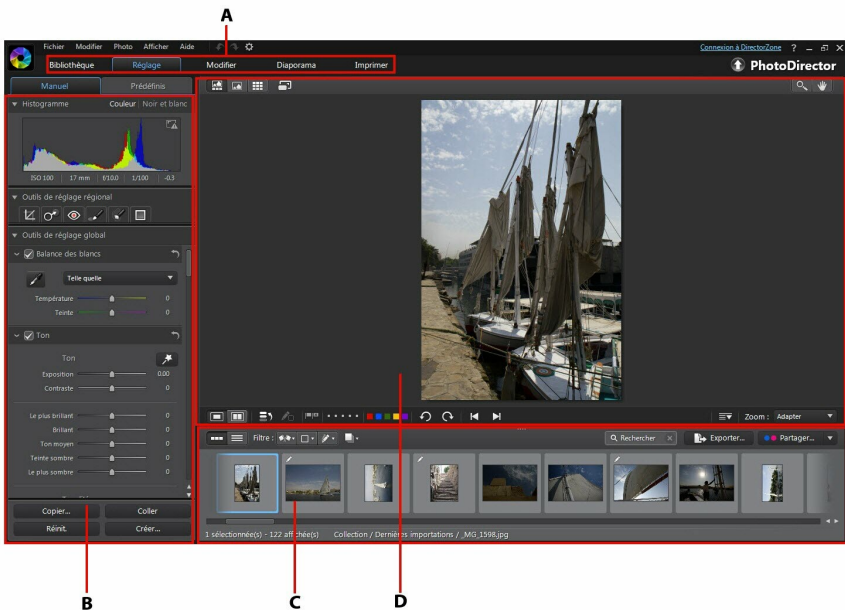 A
Fichier Modifier Photo Afficher Aide
Connexion à DirectorZone ?
Bibliothèque Réglage Modifier Diaporama Imprimer
PhotoDirector
Manuel Prédéfinis
Histogramme Couleur | Noir et blanc
ISO 100 17 mm f/10.0 1/100 -0.3
Outils de réglage régional
Outils de réglage global
Balance des blancs
Telle quelle
Température 0
Teinte 0
Ton
Ton
Exposition 0.00
Contraste 0
Le plus brillant 0
Brillant 0
Ton moyen 0
Teinte sombre 0
Le plus sombre 0
Copier... Coller
Réinit. Créer...
Zoom : Adapter
Filtre :
Rechercher
Exporter...
Partager...
1 sélectionnée(s) - 122 affichée(s) Collection / Dernières importations / _MG_1598.jpg
B
C
D